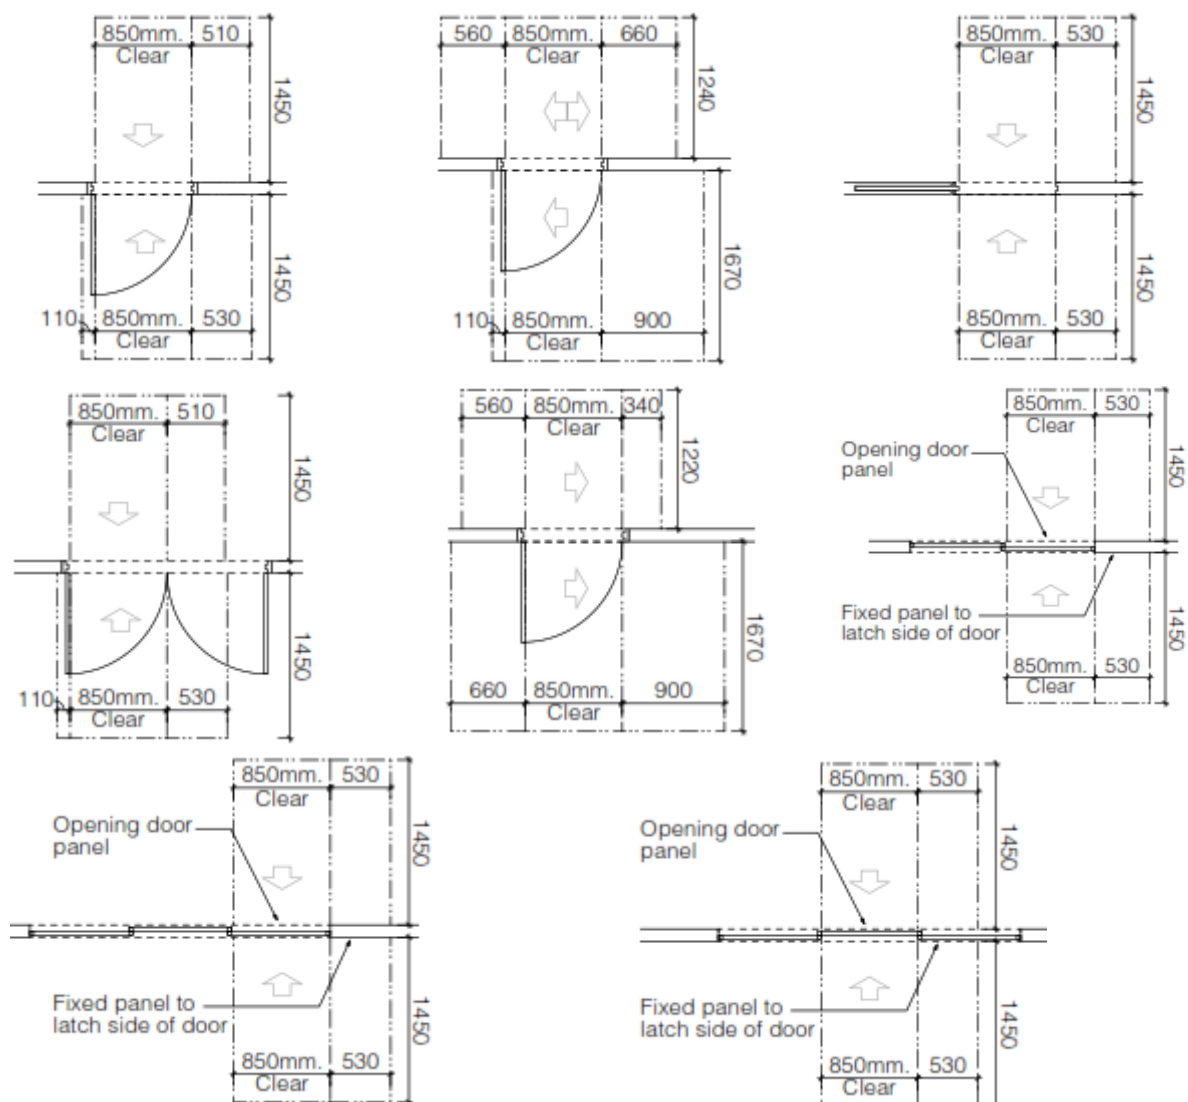 850mm. 510
Clear
1450
1450
110 850mm. 530
Clear
560 850mm. 660
Clear
1240
1670
110 850mm. 900
Clear
850mm. 530
Clear
1450
1450
850mm. 530
Clear
850mm. 510
Clear
1450
1450
110 850mm. 530
Clear
560 850mm. 340
Clear
1220
1670
660 850mm. 900
Clear
850mm. 530
Clear
1450
Opening door
panel
Fixed panel to
latch side of door
1450
850mm. 530
Clear
850mm. 530
Clear
1450
Opening door
panel
Fixed panel to
latch side of door
1450
850mm. 530
Clear
850mm. 530
Clear
1450
Opening door
panel
Fixed panel to
latch side of door
1450
850mm. 530
Clear